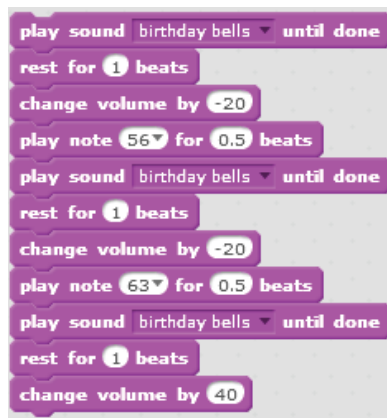 play sound birthday bells until done
rest for 1 beats
change volume by -20
play note 56 for 0.5 beats
play sound birthday bells until done
rest for 1 beats
change volume by -20
play note 63 for 0.5 beats
play sound birthday bells until done
rest for 1 beats
change volume by 40